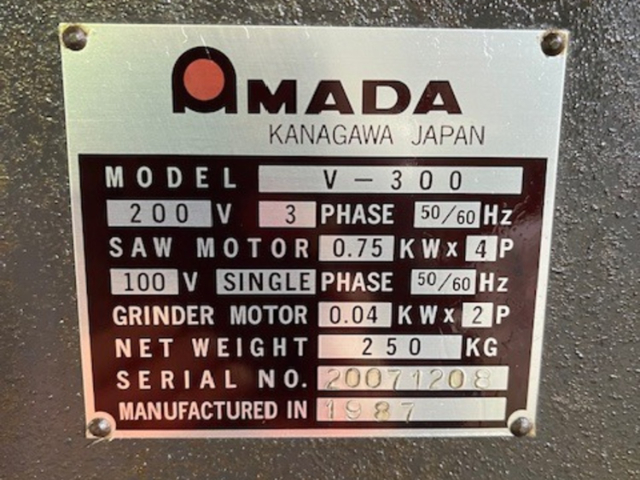 AMADA
KANAGAWA JAPAN
MODEL V-300
200 V 3 PHASE 50/60 Hz
SAW MOTOR 0.75 KW× 4 P
100 V SINGLE PHASE 50/60 Hz
GRINDER MOTOR 0.04 KW× 2 P
NET WEIGHT 250 KG
SERIAL NO. 20071208
MANUFACTURED IN 1987